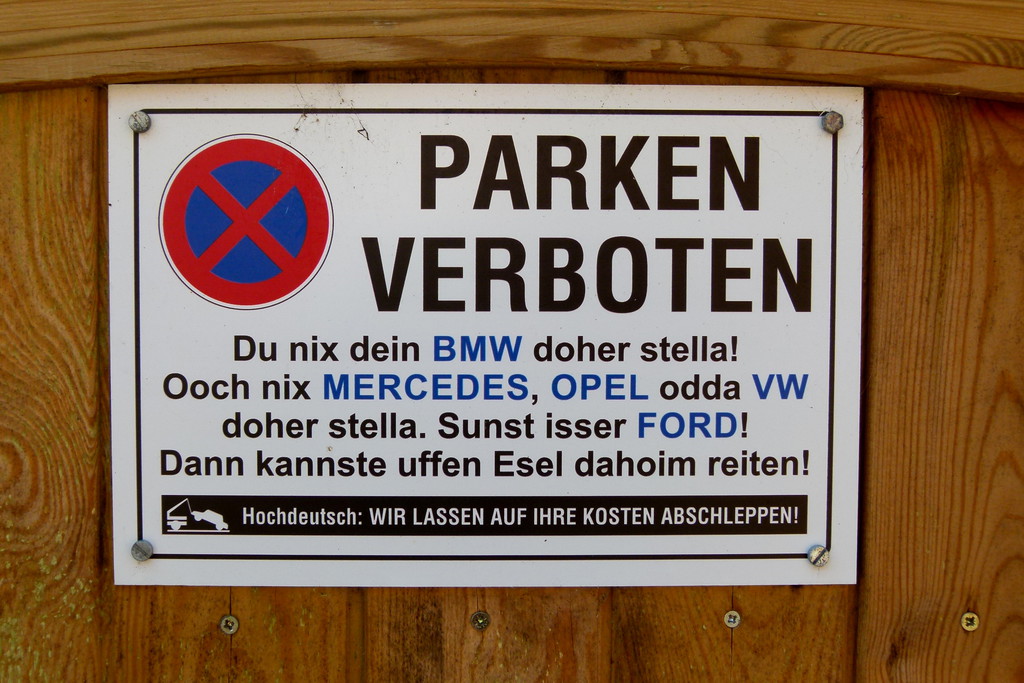 PARKEN
VERBOTEN
Du nix dein BMW doher stella!
Ooch nix MERCEDES, OPEL odda VW
doher stella. Sunst isser FORD!
Dann kannste uffen Esel dahoim reiten!
Hochdeutsch: WIR LASSEN AUF IHRE KOSTEN ABSCHLEPPEN!